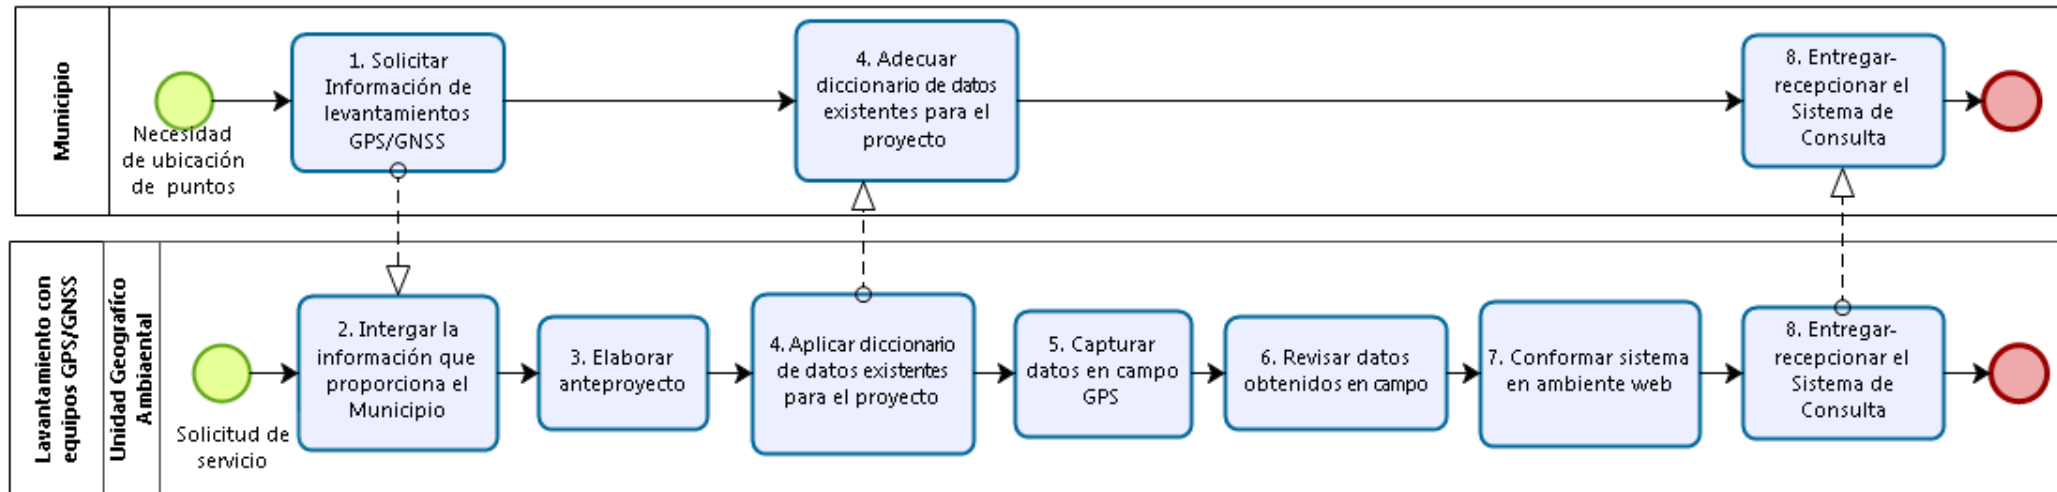 Municipio
Necesidad
de ubicación
de puntos
1. Solicitar
Información de
levantamientos
GPS/GNSS
4. Adecuar
diccionario de datos
existentes para el
proyecto
8. Entregar-
recepcionar el
Sistema de
Consulta
Lavantamiento con
equipos GPS/GNSS
Unidad Geografíco
Ambiaental
Solicitud de
servicio
2. Intergar la
información que
proporciona el
Municipio
3. Elaborar
anteproyecto
4. Aplicar diccionario
de datos existentes
para el proyecto
5. Capturar
datos en campo
GPS
6. Revisar datos
obtenidos en campo
7. Conformar sistema
en ambiente web
8. Entregar-
recepcionar el
Sistema de
Consulta